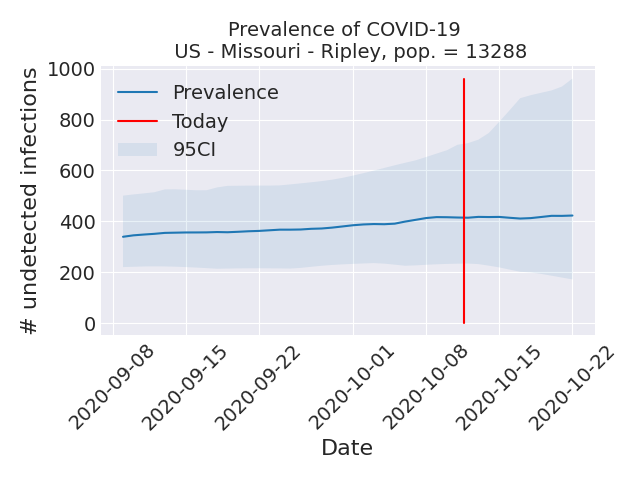 Prevalence of COVID-19
US - Missouri - Ripley, pop. = 13288
# undetected infections
1000
800
600
400
200
0
Prevalence
Today
95CI
2020-09-08
2020-09-15
2020-09-22
2020-10-01
2020-10-08
2020-10-15
2020-10-22
Date